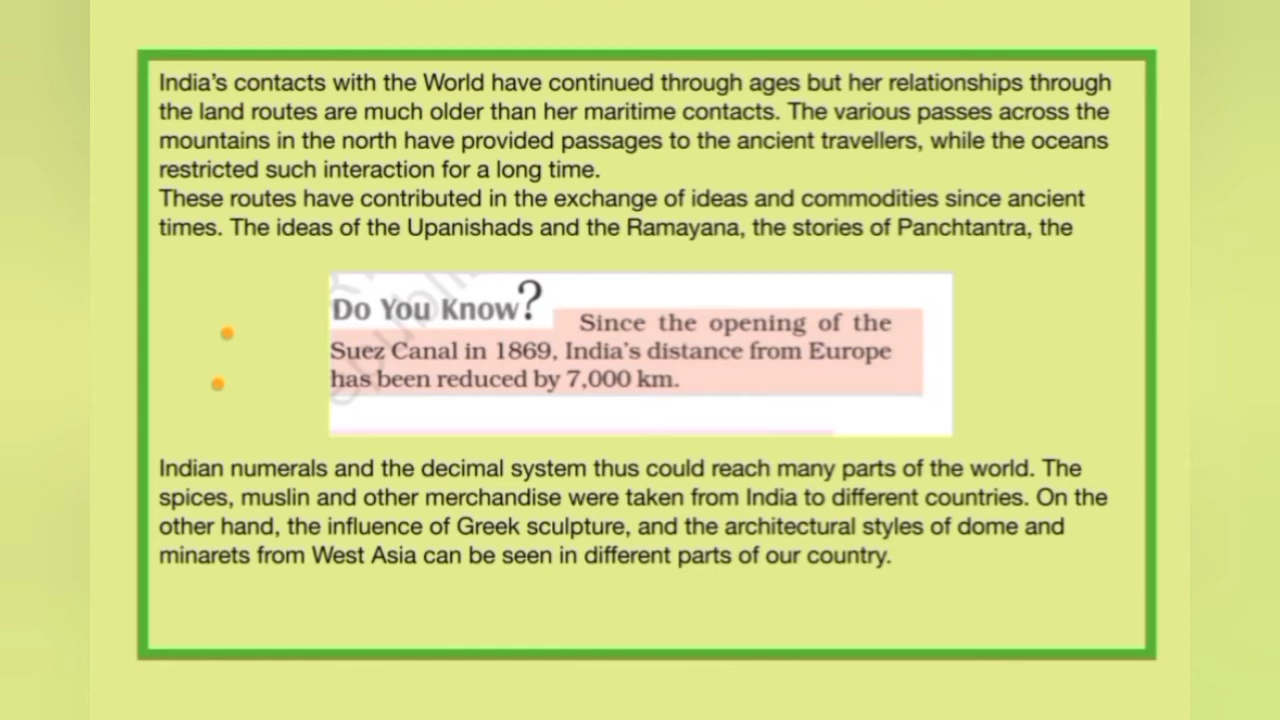 India's contacts with the World have continued through ages but her relationships through
the land routes are much older than her maritime contacts. The various passes across the
mountains in the north have provided passages to the ancient travellers, while the oceans
restricted such interaction for a long time.
These routes have contributed in the exchange of ideas and commodities since ancient
times. The ideas of the Upanishads and the Ramayana, the stories of Panchtantra, the
Do You Know?
Since the opening of the
Suez Canal in 1869, India's distance from Europe
has been reduced by 7,000 km.
Indian numerals and the decimal system thus could reach many parts of the world. The
spices, muslin and other merchandise were taken from India to different countries. On the
other hand, the influence of Greek sculpture, and the architectural styles of dome and
minarets from West Asia can be seen in different parts of our country.